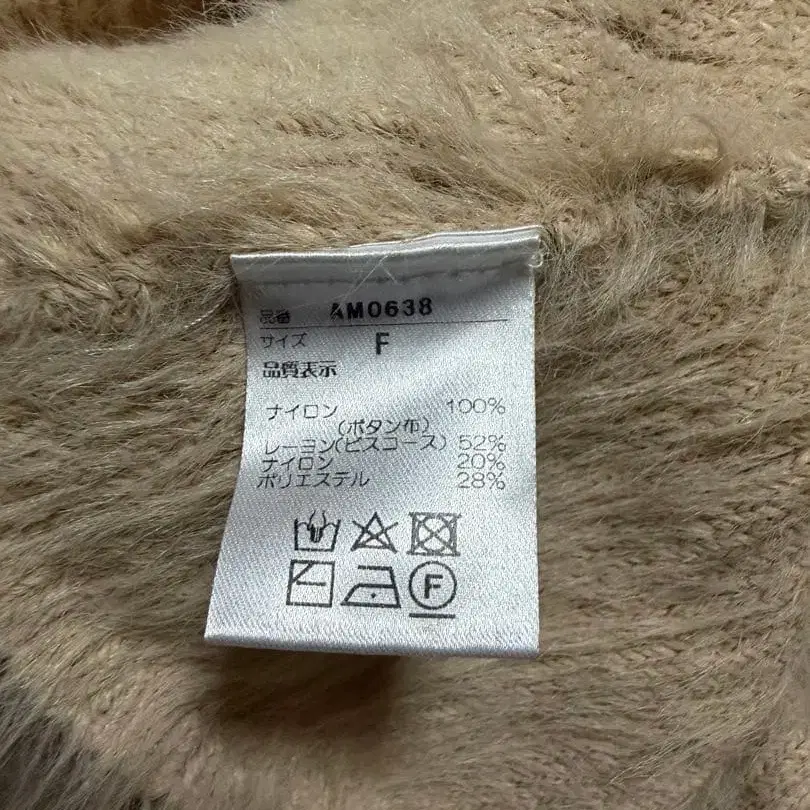 品番 AM0638
サイズ F
品質表示
ナイロン 100%
(ボタン布)
レーヨン(ビスコース) 52%
ナイロン 20%
ポリエステル 28%
F